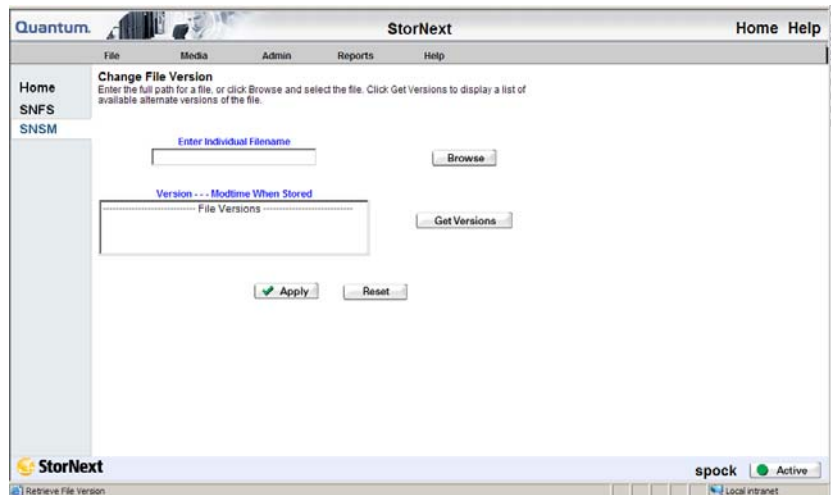 Quantum.
StorNext
Home Help
File Media Admin Reports Help
Home
SNFS
SNSM
Change File Version
Enter the full path for a file, or click Browse and select the file. Click Get Versions to display a list of
available alternate versions of the file.
Enter Individual Filename
Browse
Version - - - Modtime When Stored
---------------------------- File Versions ----------------------------
Get Versions
Apply Reset
StorNext
spock Active
Retrieve File Version
Local intranet